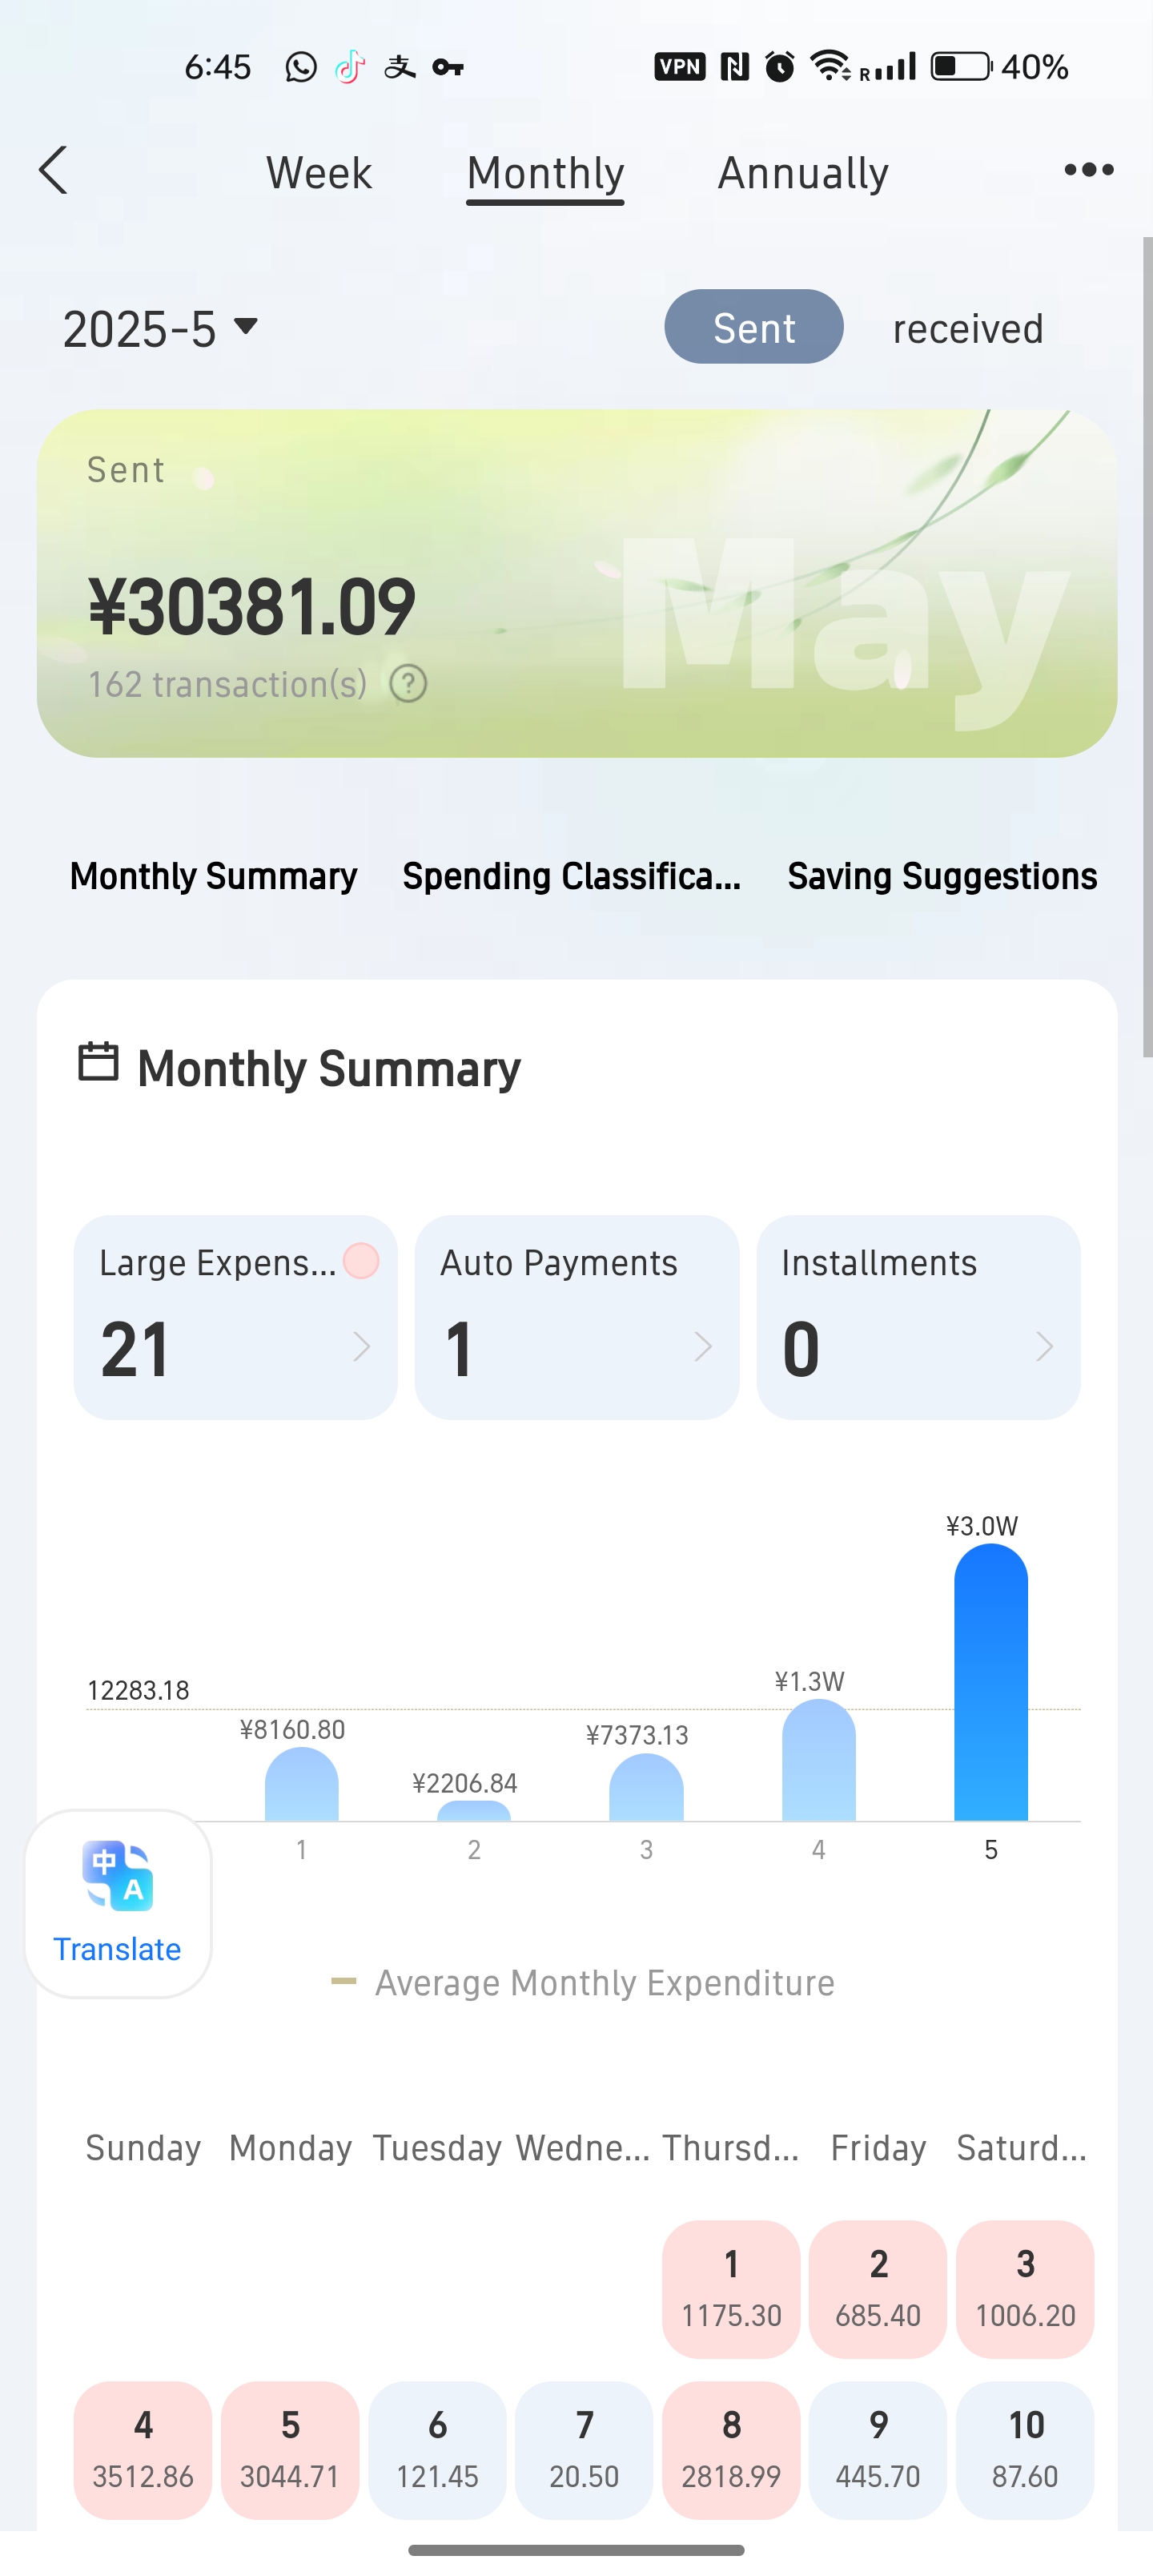 6:45 支 VPN R 40%
Week Monthly Annually
2025-5 Sent received
Sent
¥30381.09
162 transaction(s) ?
May
Monthly Summary Spending Classifica... Saving Suggestions
Monthly Summary
Large Expens... Auto Payments Installments
21 1 0
¥3.0W
¥1.3W
12283.18
¥8160.80 ¥7373.13
¥2206.84
1 2 3 4 5
中 A
Translate
Average Monthly Expenditure
Sunday Monday Tuesday Wedne... Thursd... Friday Saturd...
1 2 3
1175.30 685.40 1006.20
4 5 6 7 8 9 10
3512.86 3044.71 121.45 20.50 2818.99 445.70 87.60